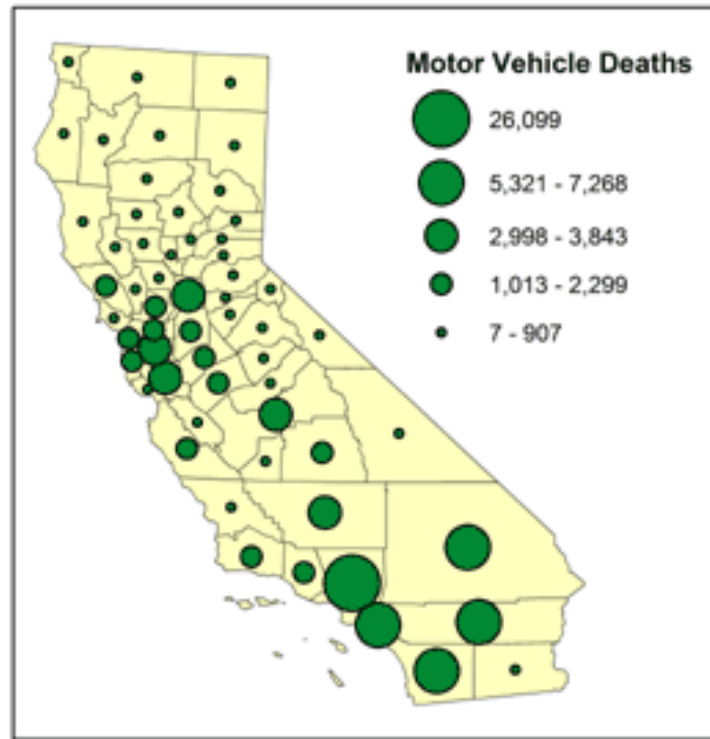 Motor Vehicle Deaths
26,099
5,321 - 7,268
2,998 - 3,843
1,013 - 2,299
7 - 907